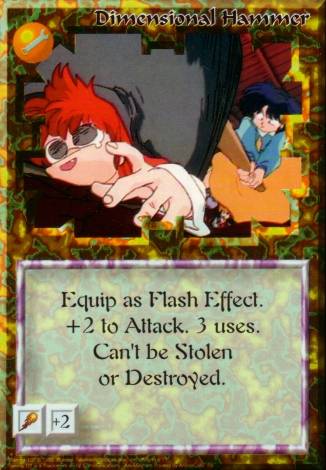 Dimensional Hammer
Equip as Flash Effect.
+2 to Attack. 3 uses.
Can't be Stolen
or Destroyed.
+2